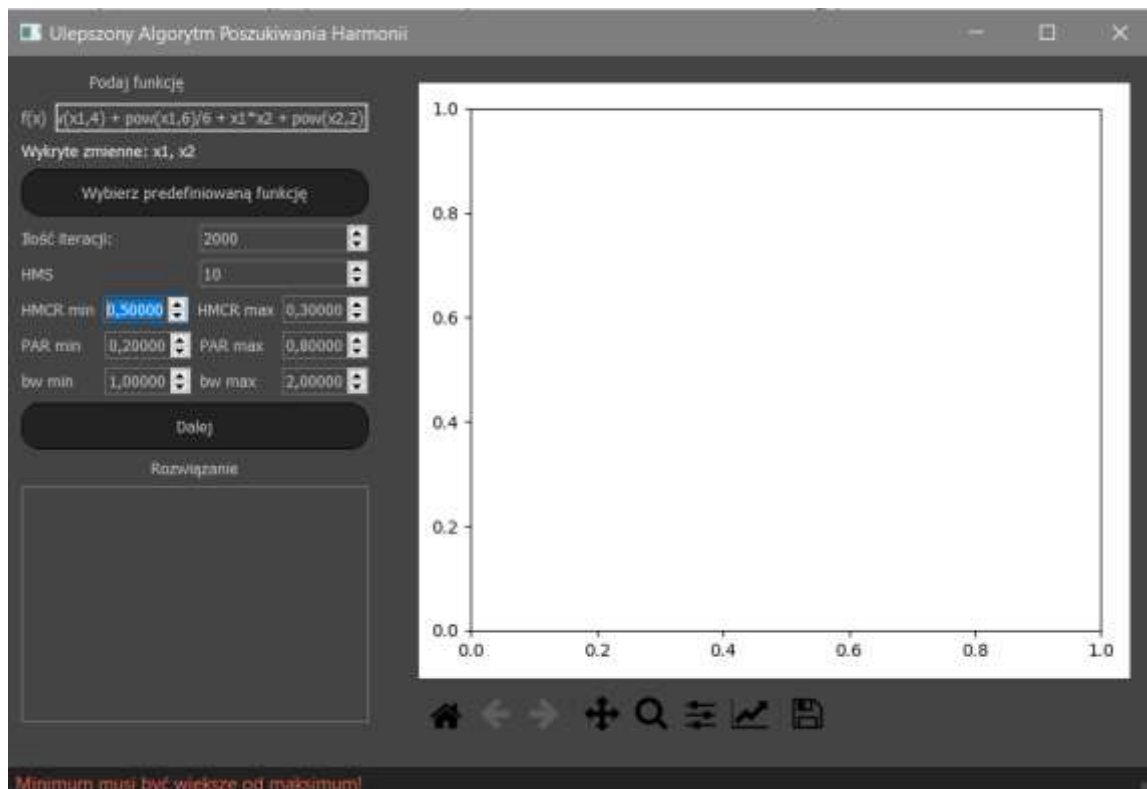 Ulepszony Algorytm Poszukiwania Harmonii
Podaj funkcję
f(x) (x1,4) + pow(x1,6)/6 + x1*x2 + pow(x2,2)
Wykryte zmienne: x1, x2
Wybierz predefiniowaną funkcję
Ilość iteracji: 2000
HMS 10
HMCR min 0,50000 HMCR max 0,30000
PAR min 0,20000 PAR max 0,80000
bw min 1,00000 bw max 2,00000
Dalej
Rozwiązanie
1.0
0.8
0.6
0.4
0.2
0.0
0.0 0.2 0.4 0.6 0.8 1.0
Minimum musi być większe od maksimum!